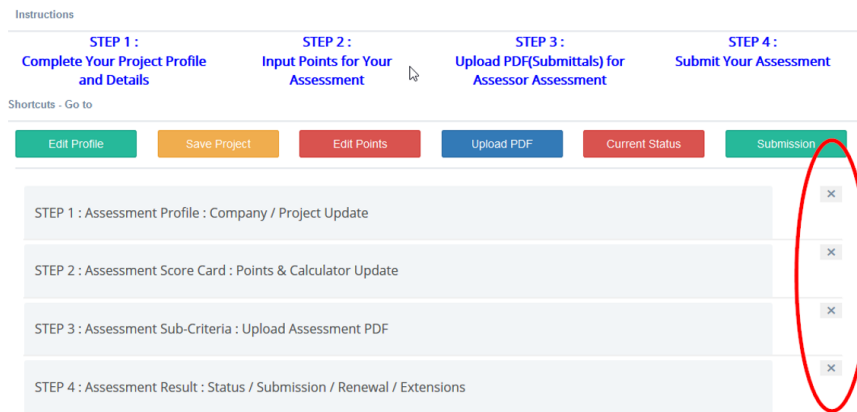 Instructions
STEP 1 : STEP 2 : STEP 3 : STEP 4 :
Complete Your Project Profile Input Points for Your Upload PDF(Submittals) for Submit Your Assessment
and Details Assessment Assessor Assessment
Shortcuts - Go to
Edit Profile Save Project Edit Points Upload PDF Current Status Submission
STEP 1 : Assessment Profile : Company / Project Update
STEP 2 : Assessment Score Card : Points & Calculator Update
STEP 3 : Assessment Sub-Criteria : Upload Assessment PDF
STEP 4 : Assessment Result : Status / Submission / Renewal / Extensions